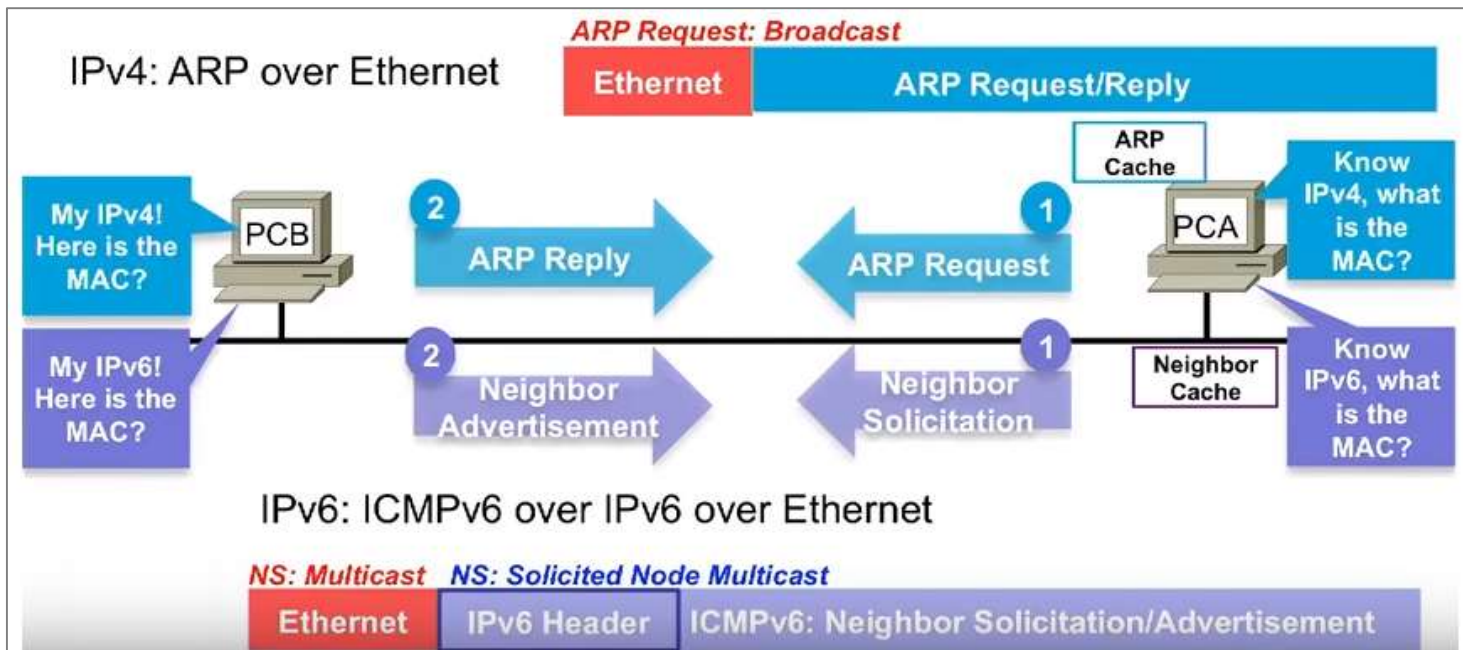 ARP Request: Broadcast
IPv4: ARP over Ethernet
Ethernet
ARP Request/Reply
ARP
Cache
My IPv4!
Here is the
MAC?
PCB
2
ARP Reply
1
ARP Request
PCA
Know
IPv4, what
is the
MAC?
My IPv6!
Here is the
MAC?
2
Neighbor
Advertisement
1
Neighbor
Solicitation
Neighbor
Cache
Know
IPv6, what
is the
MAC?
IPv6: ICMPv6 over IPv6 over Ethernet
NS: Multicast
NS: Solicited Node Multicast
Ethernet
IPv6 Header
ICMPv6: Neighbor Solicitation/Advertisement